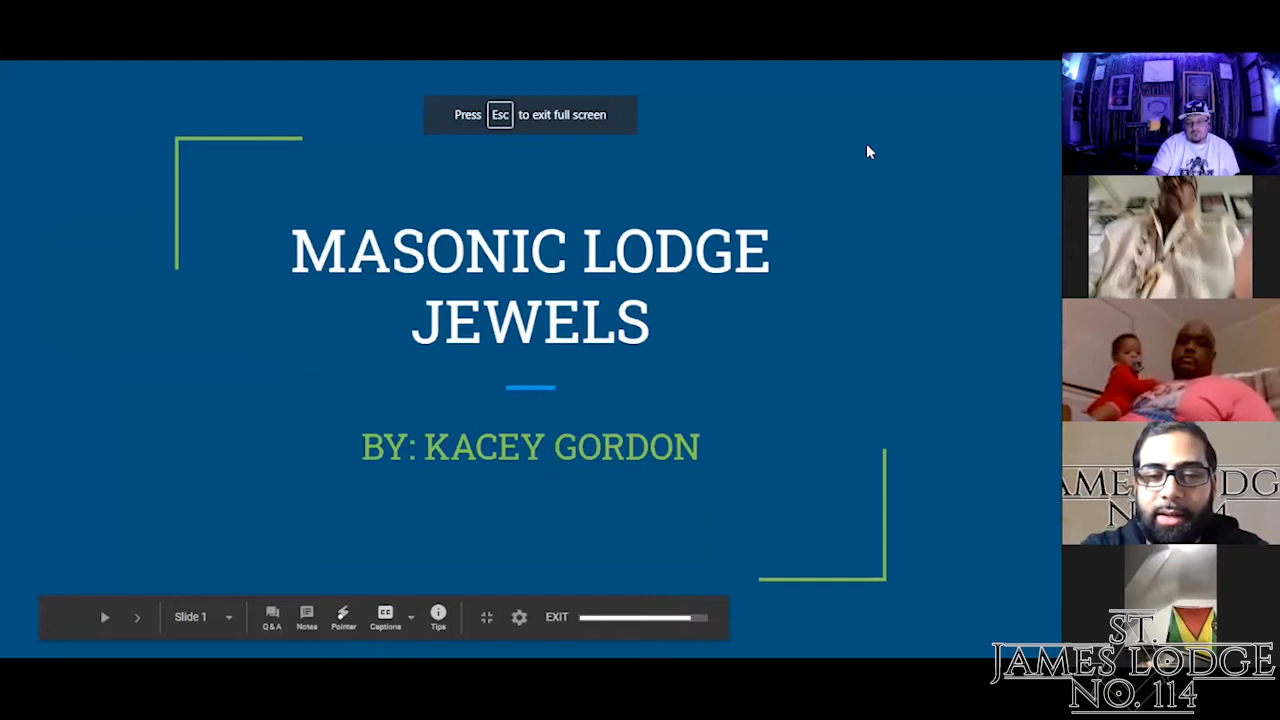 Press Esc to exit full screen
MASONIC LODGE
JEWELS
BY: KACEY GORDON
Slide 1
Q&A
Notes
Pointer
CC
Captions
Tips
EXIT
ST.
JAMES LODGE
NO. 114